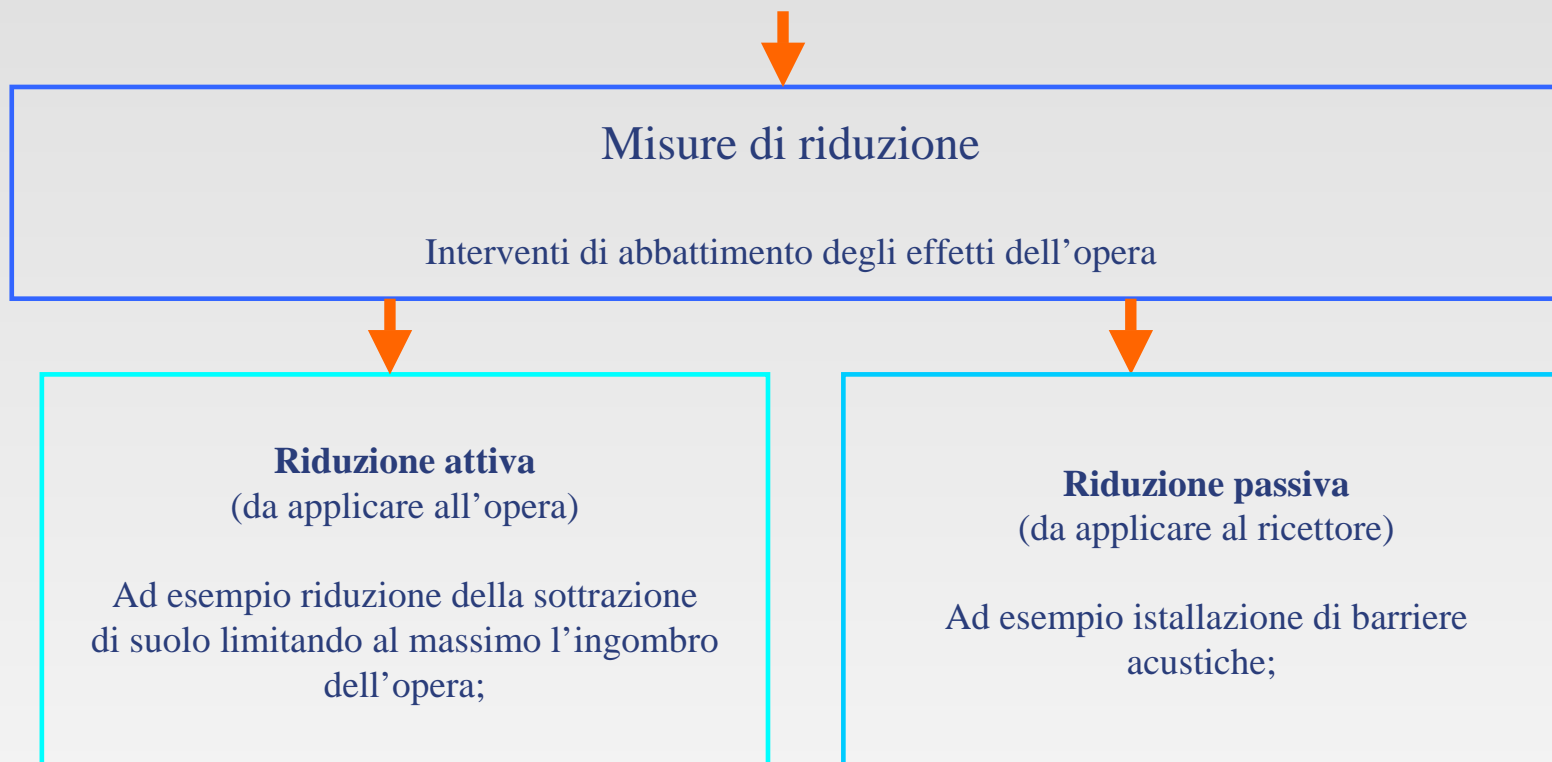 Misure di riduzione
Interventi di abbattimento degli effetti dell’opera
Riduzione attiva
(da applicare all’opera)
Ad esempio riduzione della sottrazione
di suolo limitando al massimo l’ingombro
dell’opera;
Riduzione passiva
(da applicare al ricettore)
Ad esempio istallazione di barriere
acustiche;